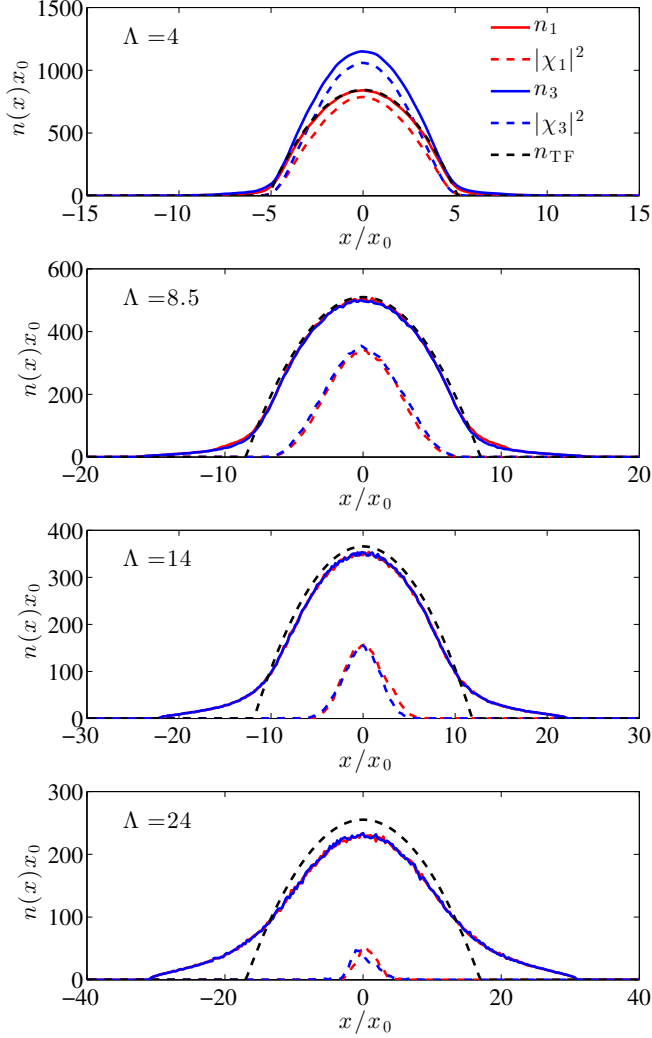 Λ = 4
n(x)x₀
1500
1000
500
0
n₁
|χ₁|²
n₃
|χ₃|²
n_TF
−15 −10 −5 0 5 10 15
x/x₀
Λ = 8.5
n(x)x₀
600
400
200
0
−20 −10 0 10 20
x/x₀
Λ = 14
n(x)x₀
400
300
200
100
0
−30 −20 −10 0 10 20 30
x/x₀
Λ = 24
n(x)x₀
300
200
100
0
−40 −20 0 20 40
x/x₀